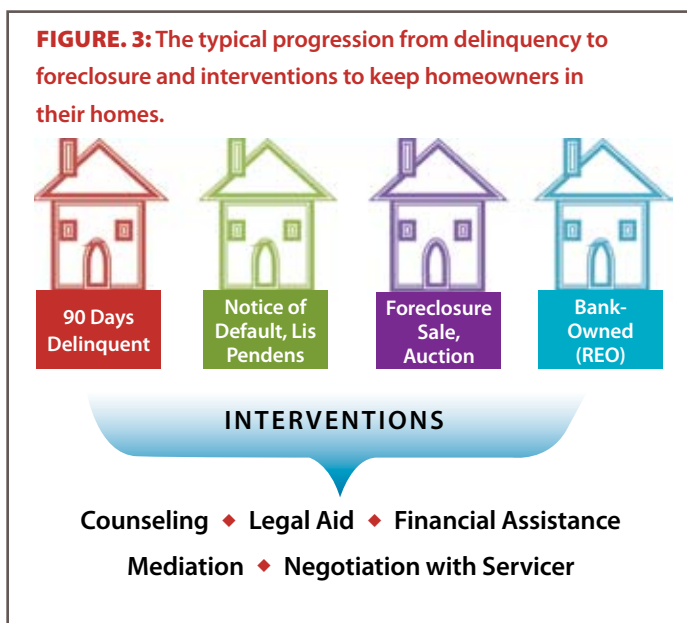 FIGURE. 3: The typical progression from delinquency to
foreclosure and interventions to keep homeowners in
their homes.
90 Days
Delinquent
Notice of
Default, Lis
Pendens
Foreclosure
Sale,
Auction
Bank-
Owned
(REO)
INTERVENTIONS
Counseling ◆ Legal Aid ◆ Financial Assistance
Mediation ◆ Negotiation with Servicer